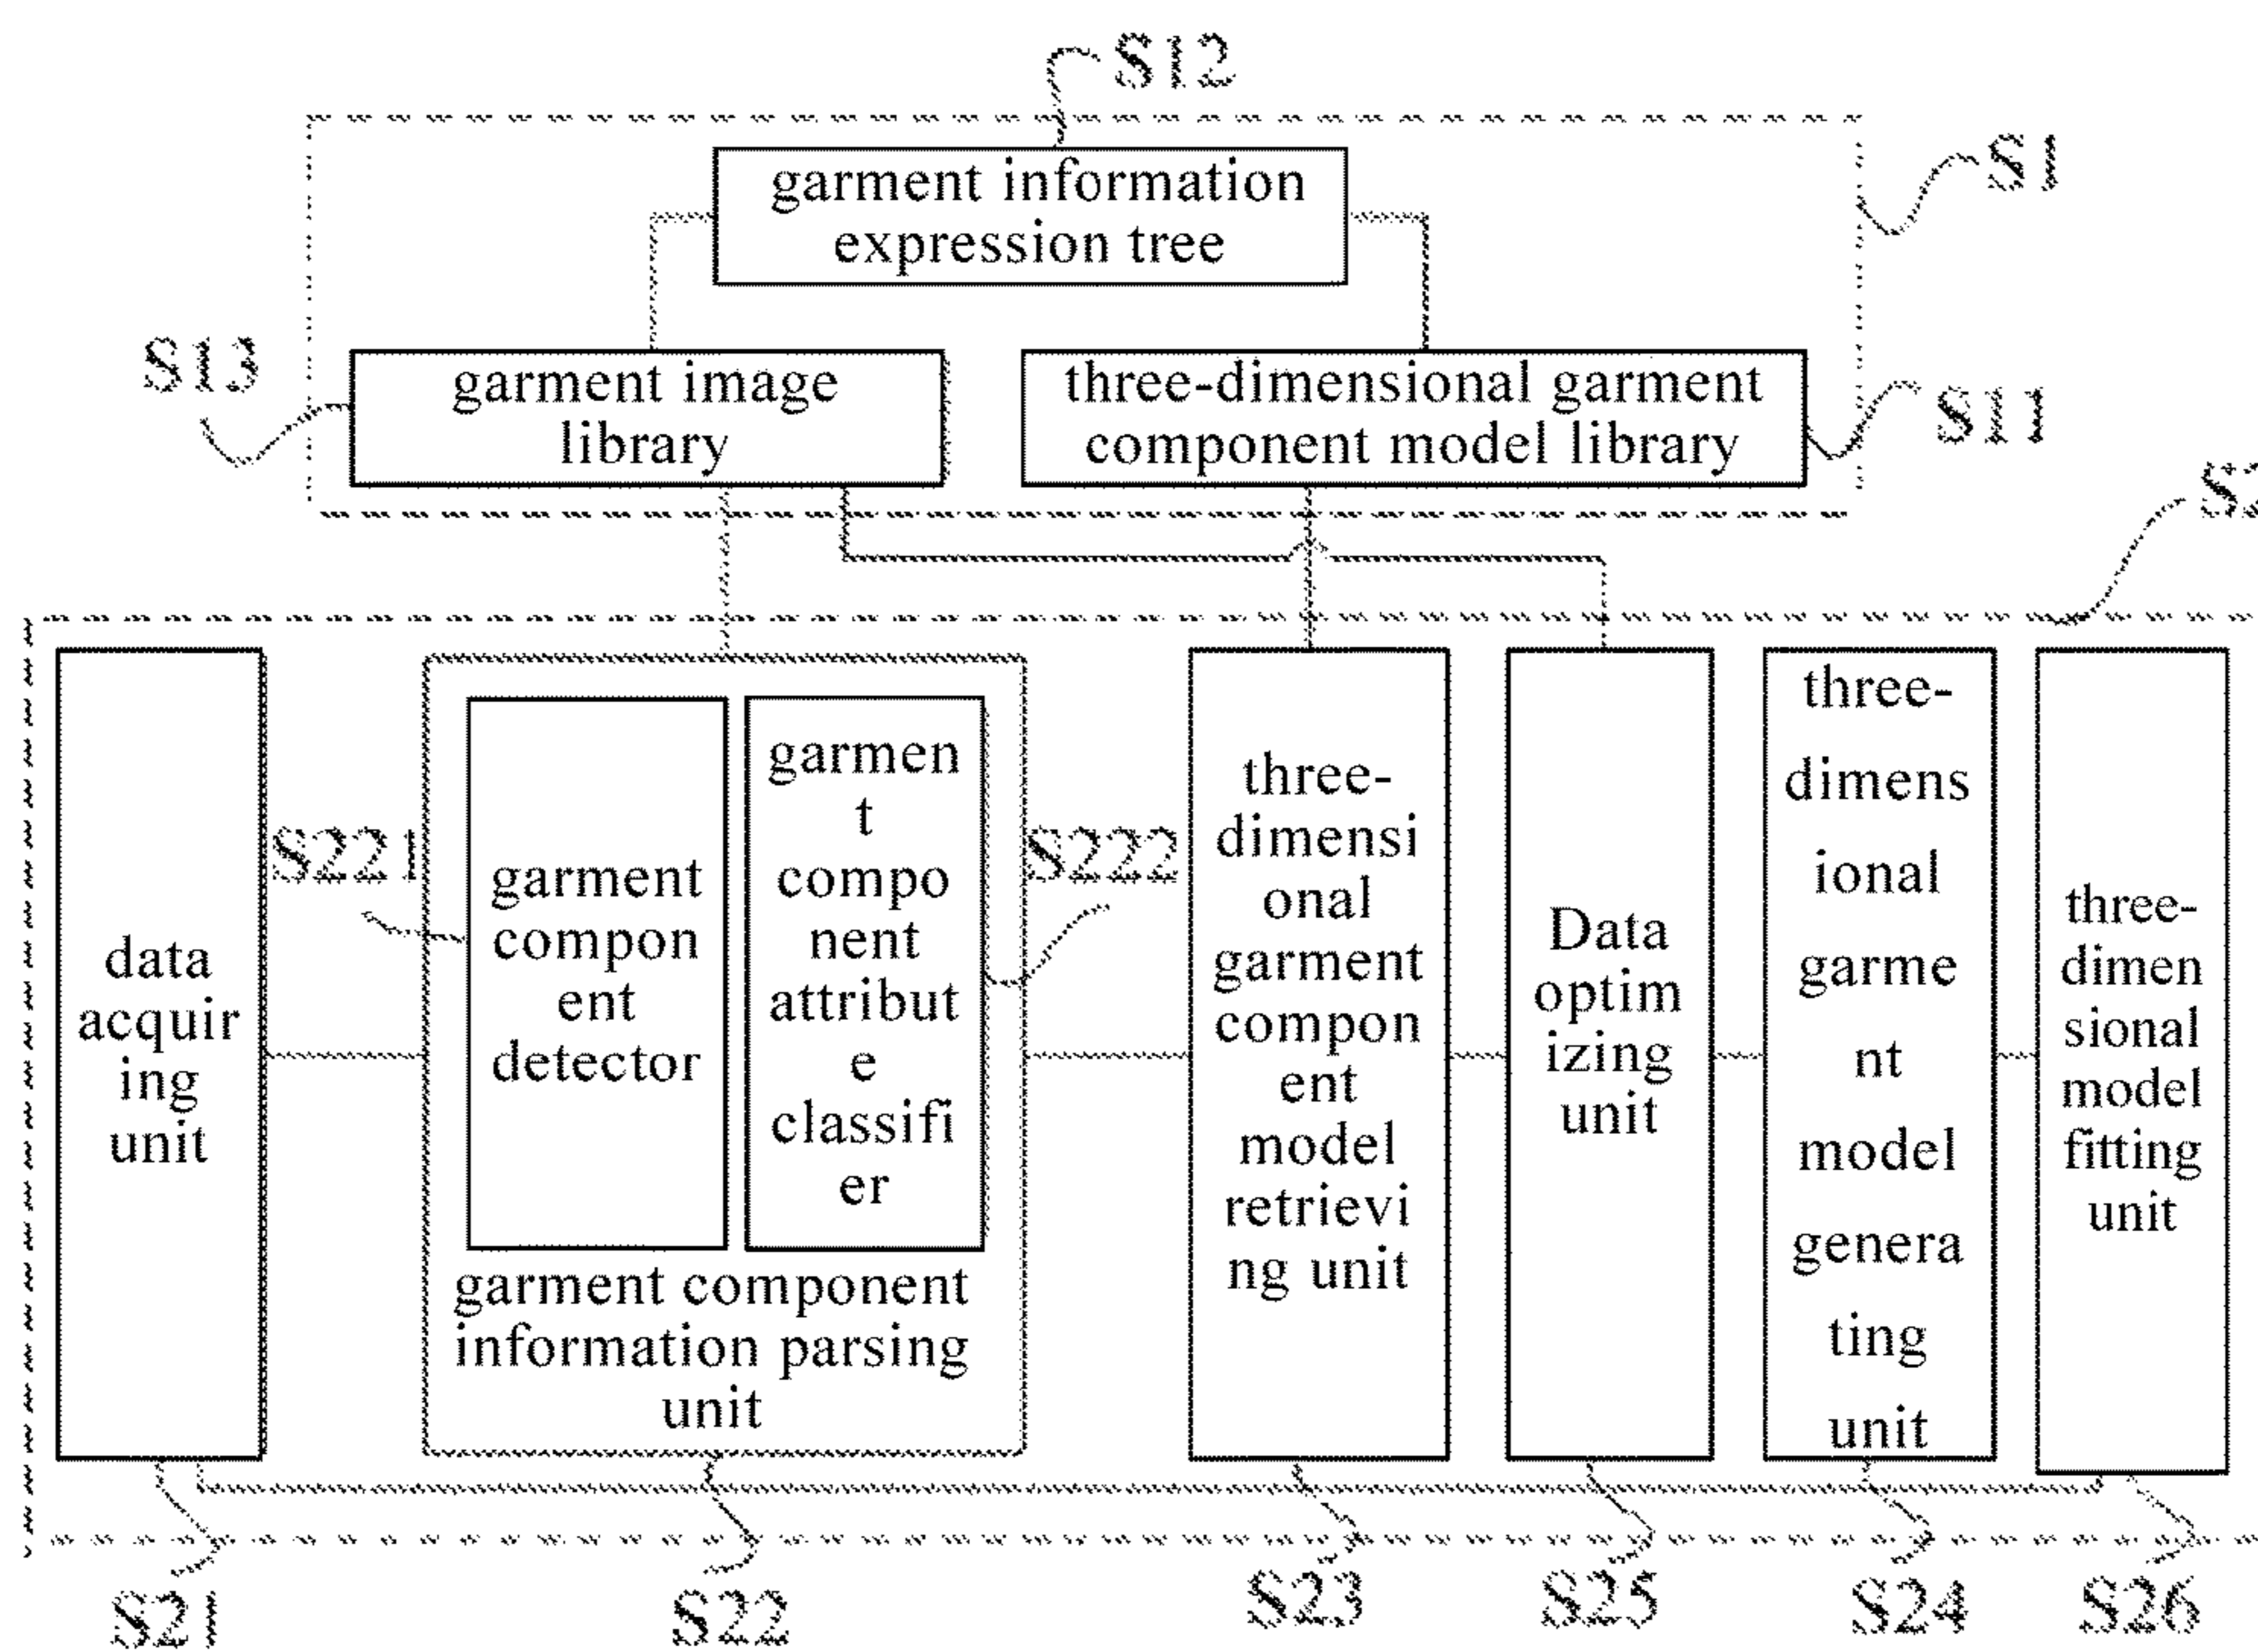 S12
S1
garment information
expression tree
S13
garment image
library
three-dimensional garment
component model library
S11
data
acquir
ing
unit
S221
garment
compon
ent
detector
garmen
t
compo
nent
attribut
e
classifi
er
S222
garment component
information parsing
unit
three-
dimensi
onal
garment
compon
ent
model
retrievi
ng unit
Data
optim
izing
unit
three-
dimens
ional
garme
nt
model
genera
ting
unit
three-
dimen
sional
model
fitting
unit
S21
S22
S23
S25
S24
S26